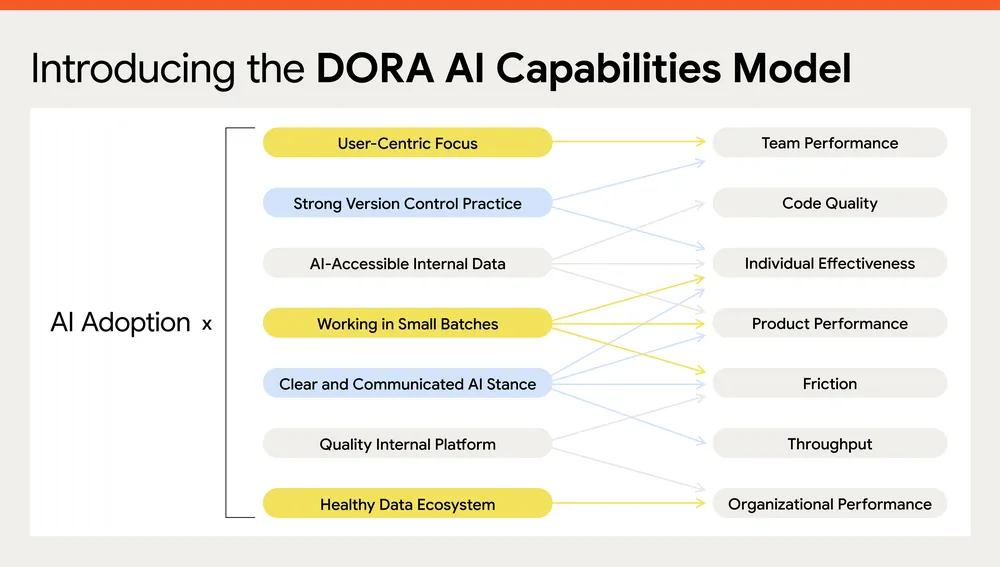 Introducing the DORA AI Capabilities Model
AI Adoption x
User-Centric Focus
Strong Version Control Practice
AI-Accessible Internal Data
Working in Small Batches
Clear and Communicated AI Stance
Quality Internal Platform
Healthy Data Ecosystem
Team Performance
Code Quality
Individual Effectiveness
Product Performance
Friction
Throughput
Organizational Performance